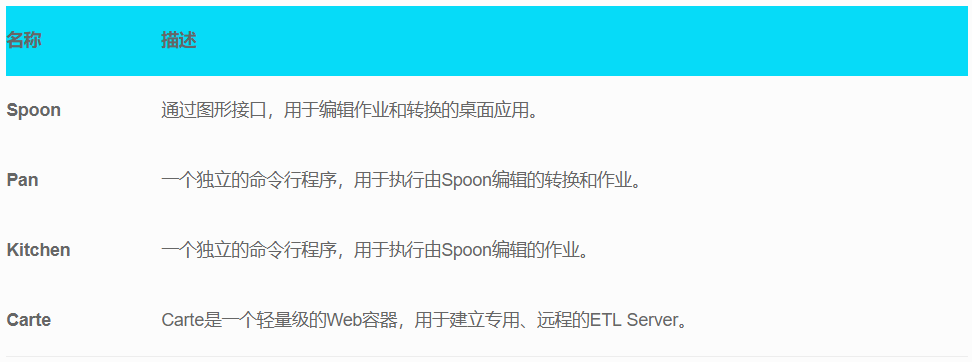 名称 描述
Spoon 通过图形接口，用于编辑作业和转换的桌面应用。
Pan 一个独立的命令行程序，用于执行由Spoon编辑的转换和作业。
Kitchen 一个独立的命令行程序，用于执行由Spoon编辑的作业。
Carte Carte是一个轻量级的Web容器，用于建立专用、远程的ETL Server。